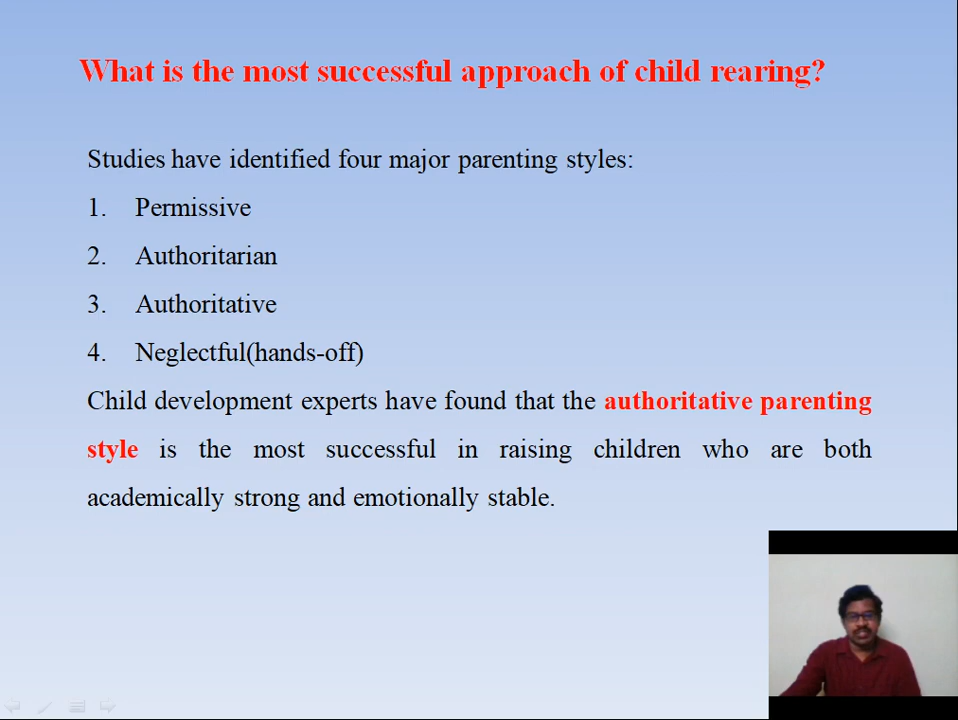 What is the most successful approach of child rearing?
Studies have identified four major parenting styles:
1. Permissive
2. Authoritarian
3. Authoritative
4. Neglectful(hands-off)
Child development experts have found that the authoritative parenting
style is the most successful in raising children who are both
academically strong and emotionally stable.